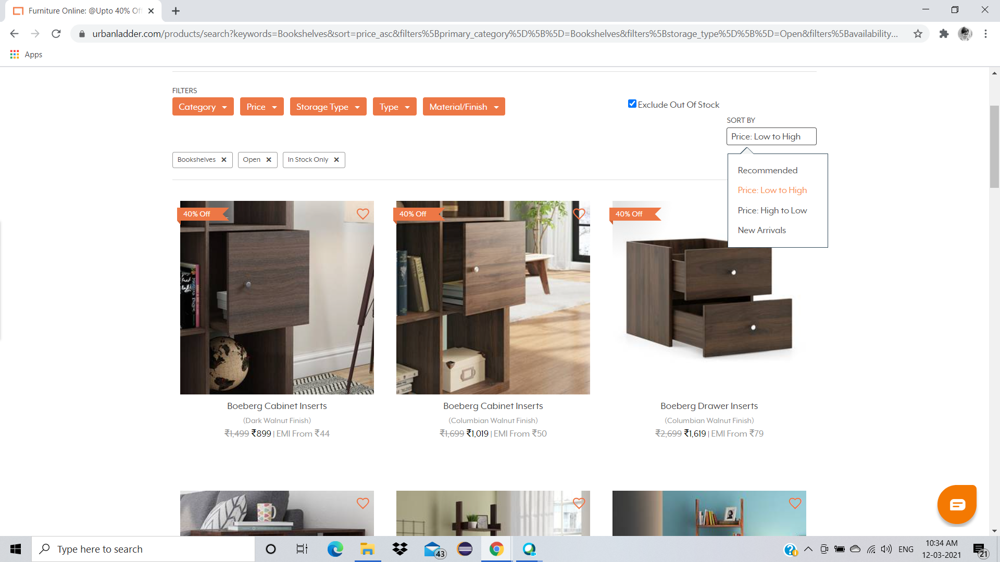 Furniture Online: @Upto 40% Of
urbanladder.com/products/search?keywords=Bookshelves&sort=price_asc&filters%5Bprimary_category%5D%5B%5D=Bookshelves&filters%5Bstorage_type%5D%5B%5D=Open&filters%5Bavailability...
Apps
FILTERS
Category Price Storage Type Type Material/Finish
Exclude Out Of Stock
SORT BY
Price: Low to High
Bookshelves Open In Stock Only
Recommended
Price: Low to High
Price: High to Low
New Arrivals
40% Off 40% Off 40% Off
Boeberg Cabinet Inserts
(Dark Walnut Finish)
₹1,499 ₹899 | EMI From ₹44
Boeberg Cabinet Inserts
(Columbian Walnut Finish)
₹1,699 ₹1,019 | EMI From ₹50
Boeberg Drawer Inserts
(Columbian Walnut Finish)
₹2,699 ₹1,619 | EMI From ₹79
Type here to search
43
ENG
10:34 AM
12-03-2021
21